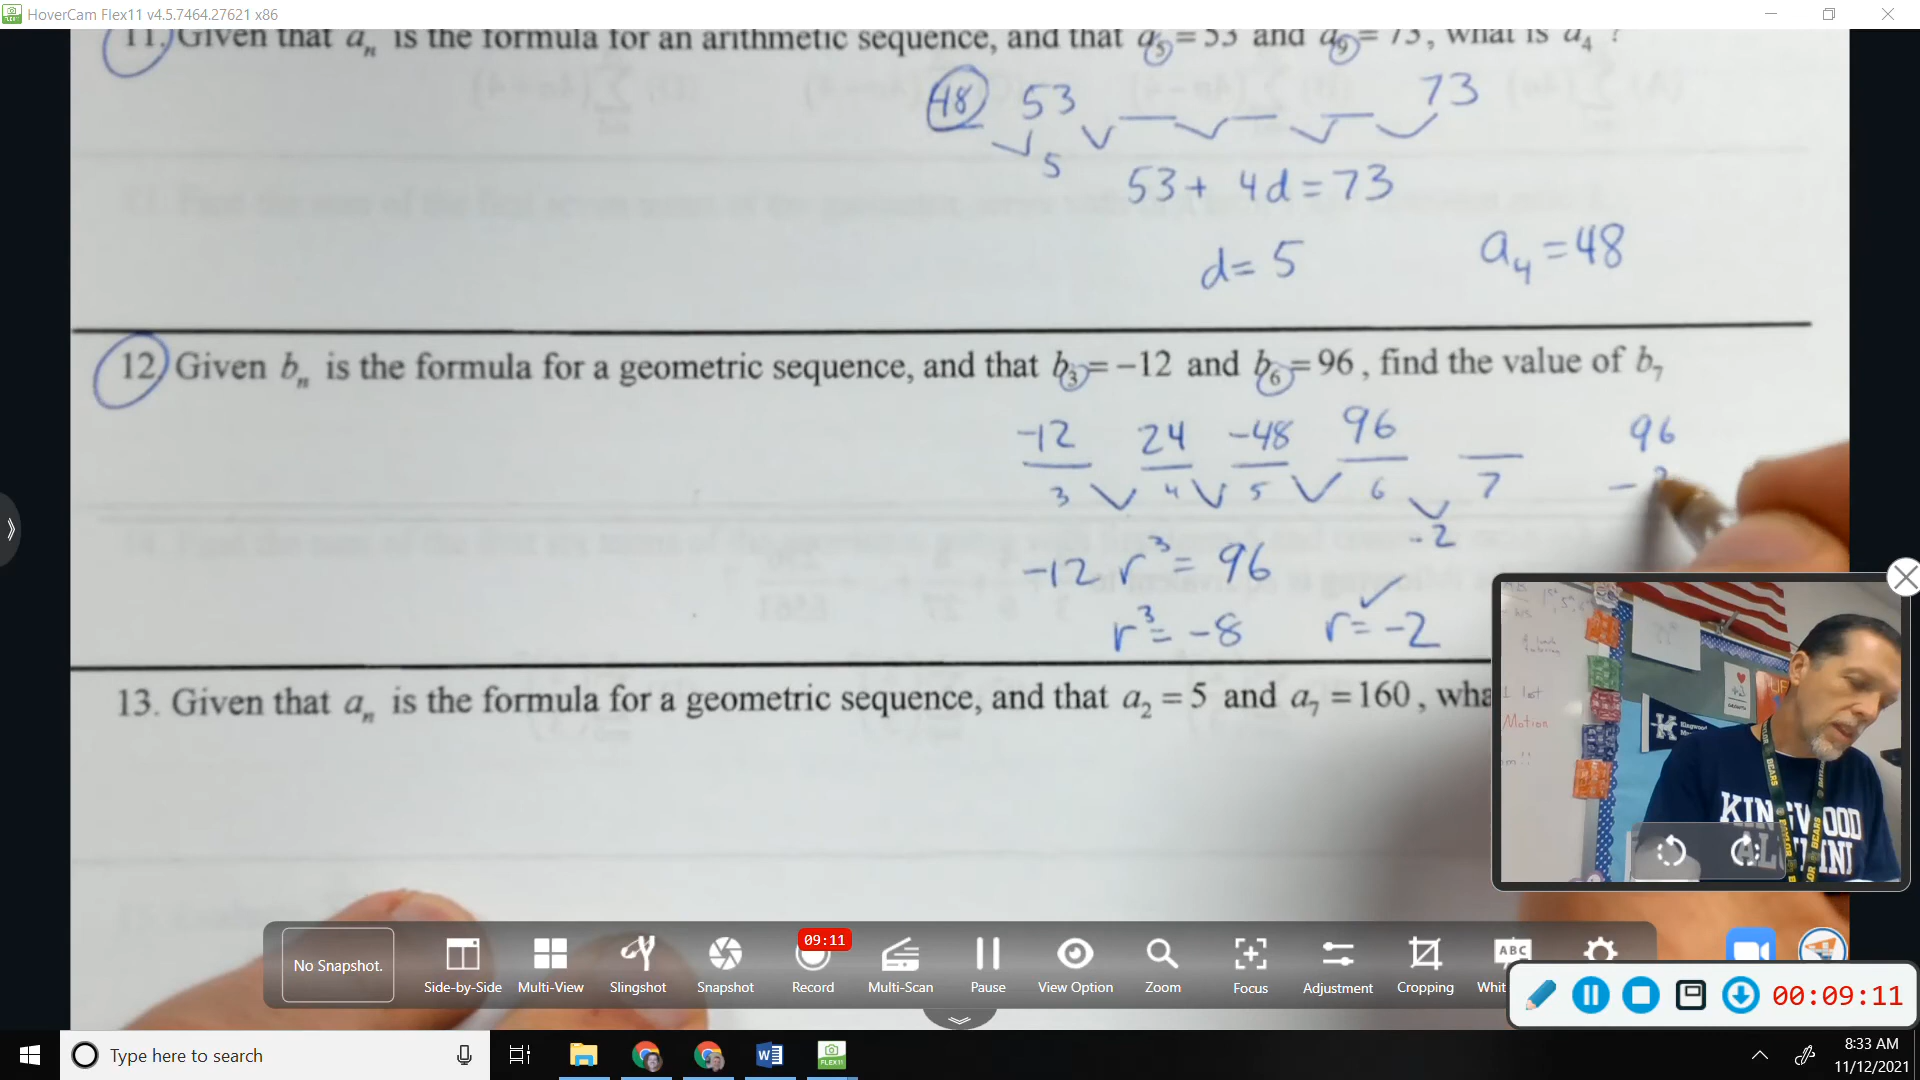 HoverCam Flex11 v4.5.7464.27621 x86
11. Given that aₙ is the formula for an arithmetic sequence, and that a₅ = 53 and a₉ = 73, what is a₄ ?
48 53 73
5
53 + 4d = 73
d = 5 a₄ = 48
12. Given bₙ is the formula for a geometric sequence, and that b₃ = −12 and b₆ = 96, find the value of b₇
-12 24 -48 96 96
3 4 5 6 7
-2
-12 r³ = 96
r³ = -8 r = -2
13. Given that aₙ is the formula for a geometric sequence, and that a₂ = 5 and a₇ = 160, wha
Motion
KINGWOOD
ALUMNI
BEARS
No Snapshot.
09:11
ABC
Side-by-Side Multi-View Slingshot Snapshot Record Multi-Scan Pause View Option Zoom Focus Adjustment Cropping Whit
00:09:11
Type here to search
FLEX11
8:33 AM
11/12/2021